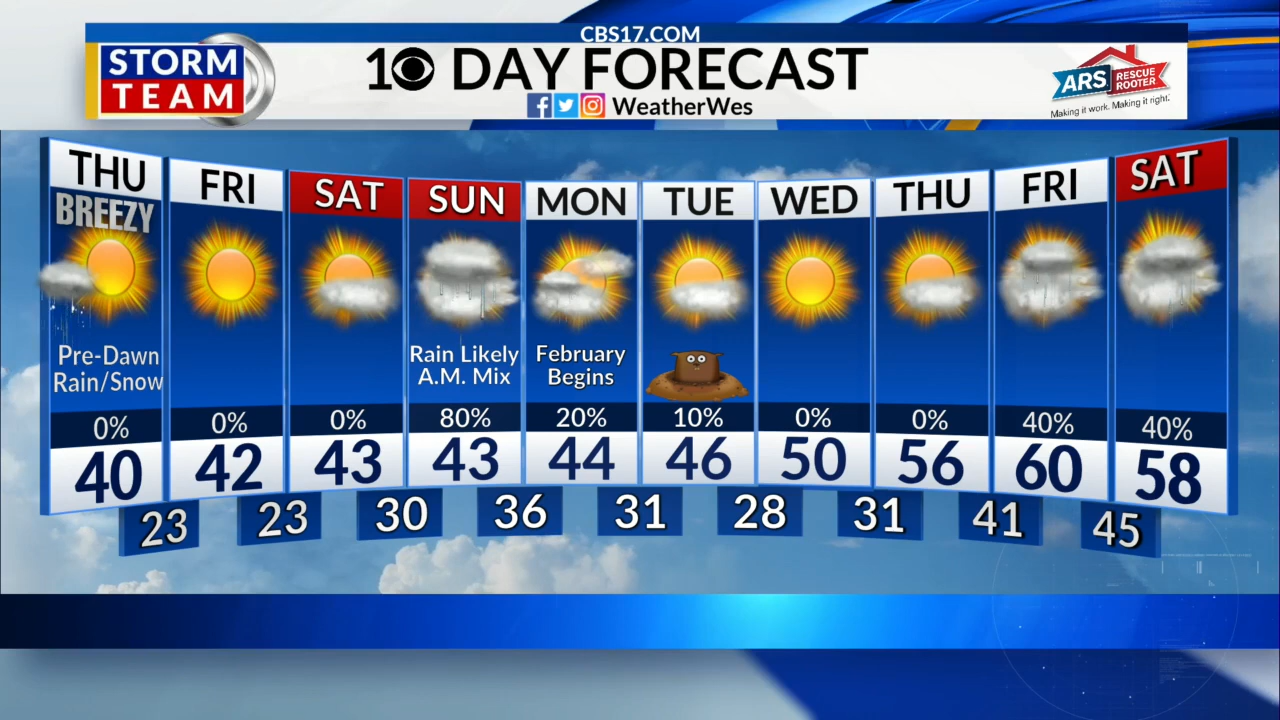 CBS17.COM
STORM
TEAM
10 DAY FORECAST
WeatherWes
ARS
RESCUE
ROOTER
Making it work. Making it right.
THU FRI SAT SUN MON TUE WED THU FRI SAT
BREEZY
Pre-Dawn
Rain/Snow
Rain Likely
A.M. Mix
February
Begins
0% 0% 0% 80% 20% 10% 0% 0% 40% 40%
40 42 43 43 44 46 50 56 60 58
23 23 30 36 31 28 31 41 45